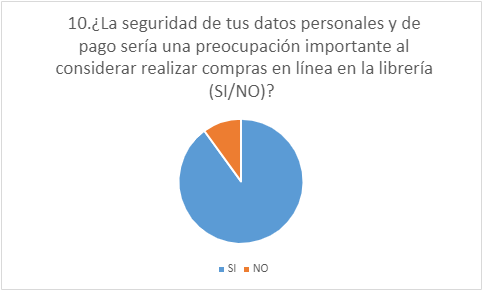 10.¿La seguridad de tus datos personales y de
pago sería una preocupación importante al
considerar realizar compras en línea en la librería
(SI/NO)?
SI NO